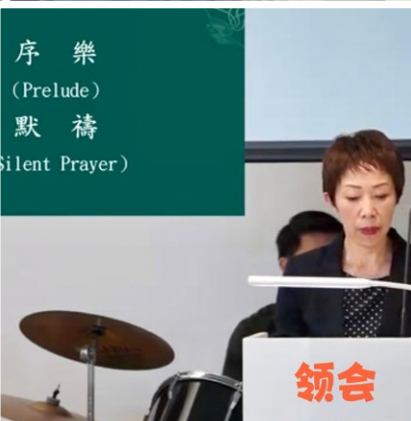 序 樂
(Prelude)
默 禱
Silent Prayer)
领会